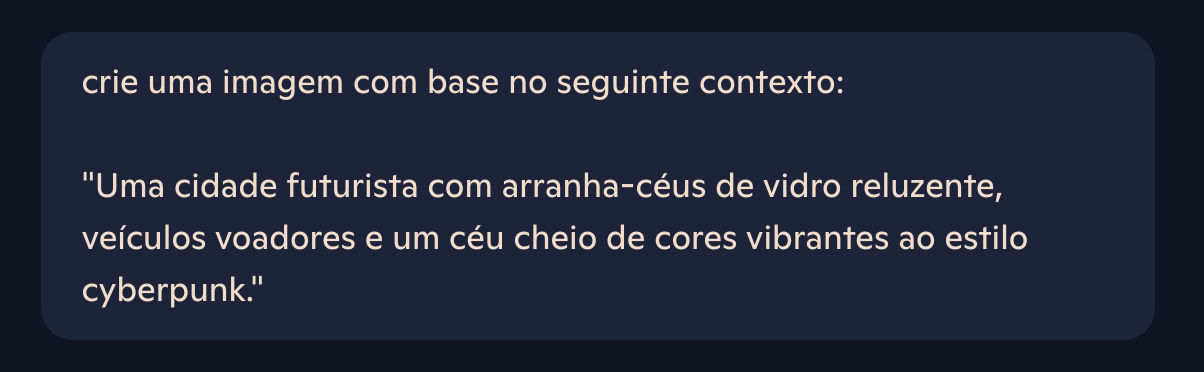 crie uma imagem com base no seguinte contexto:
"Uma cidade futurista com arranha-céus de vidro reluzente,
veículos voadores e um céu cheio de cores vibrantes ao estilo
cyberpunk."